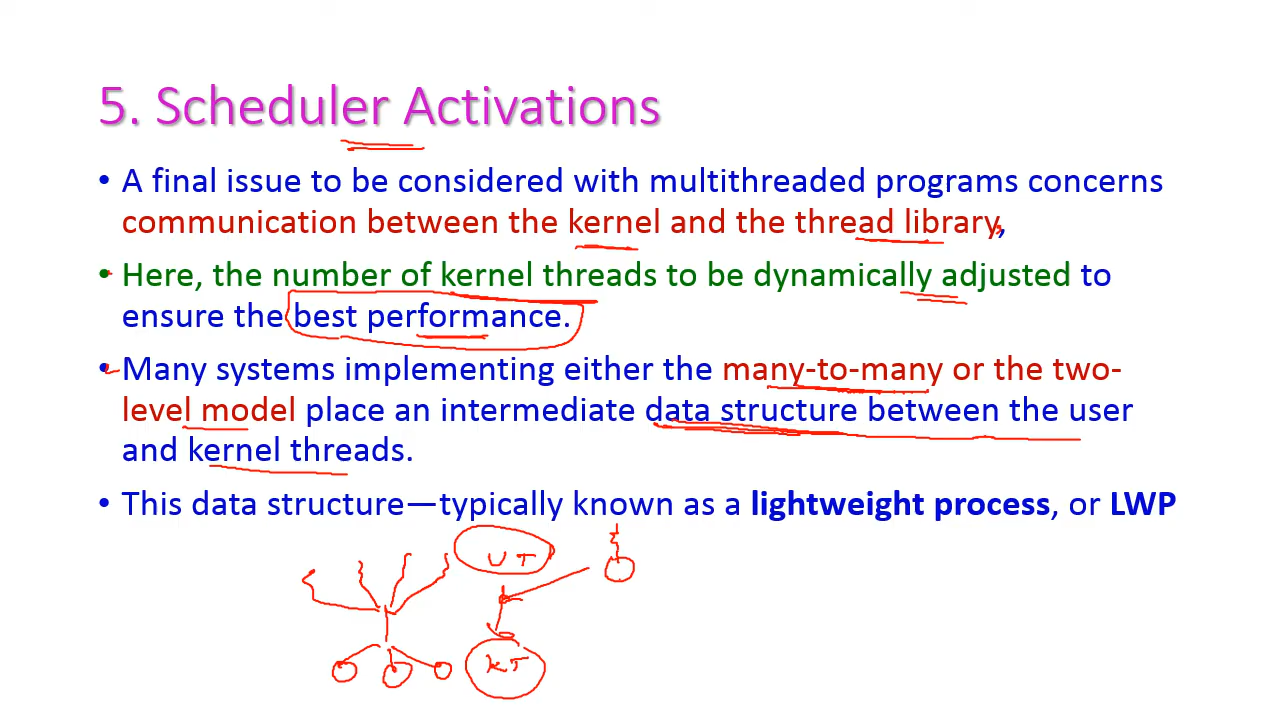 5. Scheduler Activations
• A final issue to be considered with multithreaded programs concerns
communication between the kernel and the thread library,
• Here, the number of kernel threads to be dynamically adjusted to
ensure the best performance.
• Many systems implementing either the many-to-many or the two-
level model place an intermediate data structure between the user
and kernel threads.
• This data structure—typically known as a lightweight process, or LWP
UT
KT